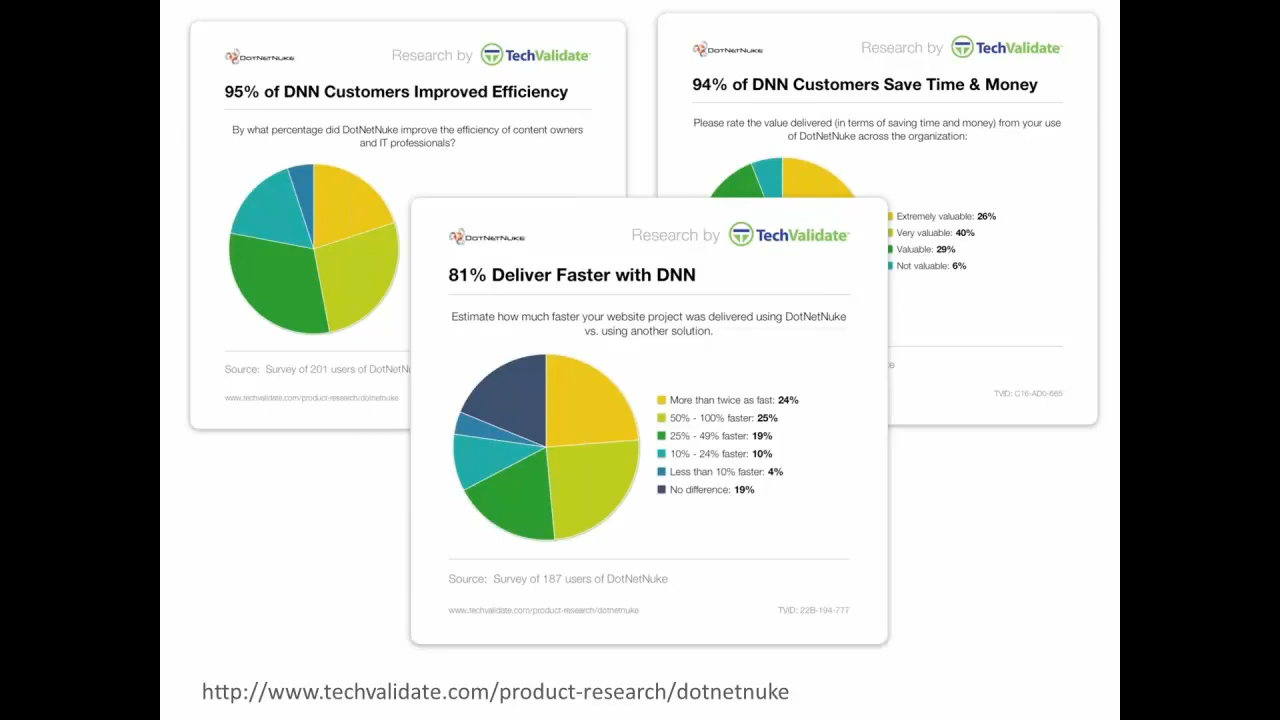 DOTNETNUKE
Research by TechValidate
95% of DNN Customers Improved Efficiency
By what percentage did DotNetNuke improve the efficiency of content owners
and IT professionals?
Source: Survey of 201 users of DotNetN
www.techvalidate.com/product-research/dotnetnuke
DOTNETNUKE
Research by TechValidate
94% of DNN Customers Save Time & Money
Please rate the value delivered (in terms of saving time and money) from your use
of DotNetNuke across the organization:
Extremely valuable: 26%
Very valuable: 40%
Valuable: 29%
Not valuable: 6%
TVID: C16-AD0-665
DOTNETNUKE
Research by TechValidate
81% Deliver Faster with DNN
Estimate how much faster your website project was delivered using DotNetNuke
vs. using another solution.
More than twice as fast: 24%
50% - 100% faster: 25%
25% - 49% faster: 19%
10% - 24% faster: 10%
Less than 10% faster: 4%
No difference: 19%
Source: Survey of 187 users of DotNetNuke
www.techvalidate.com/product-research/dotnetnuke
TVID: 22B-194-777
http://www.techvalidate.com/product-research/dotnetnuke